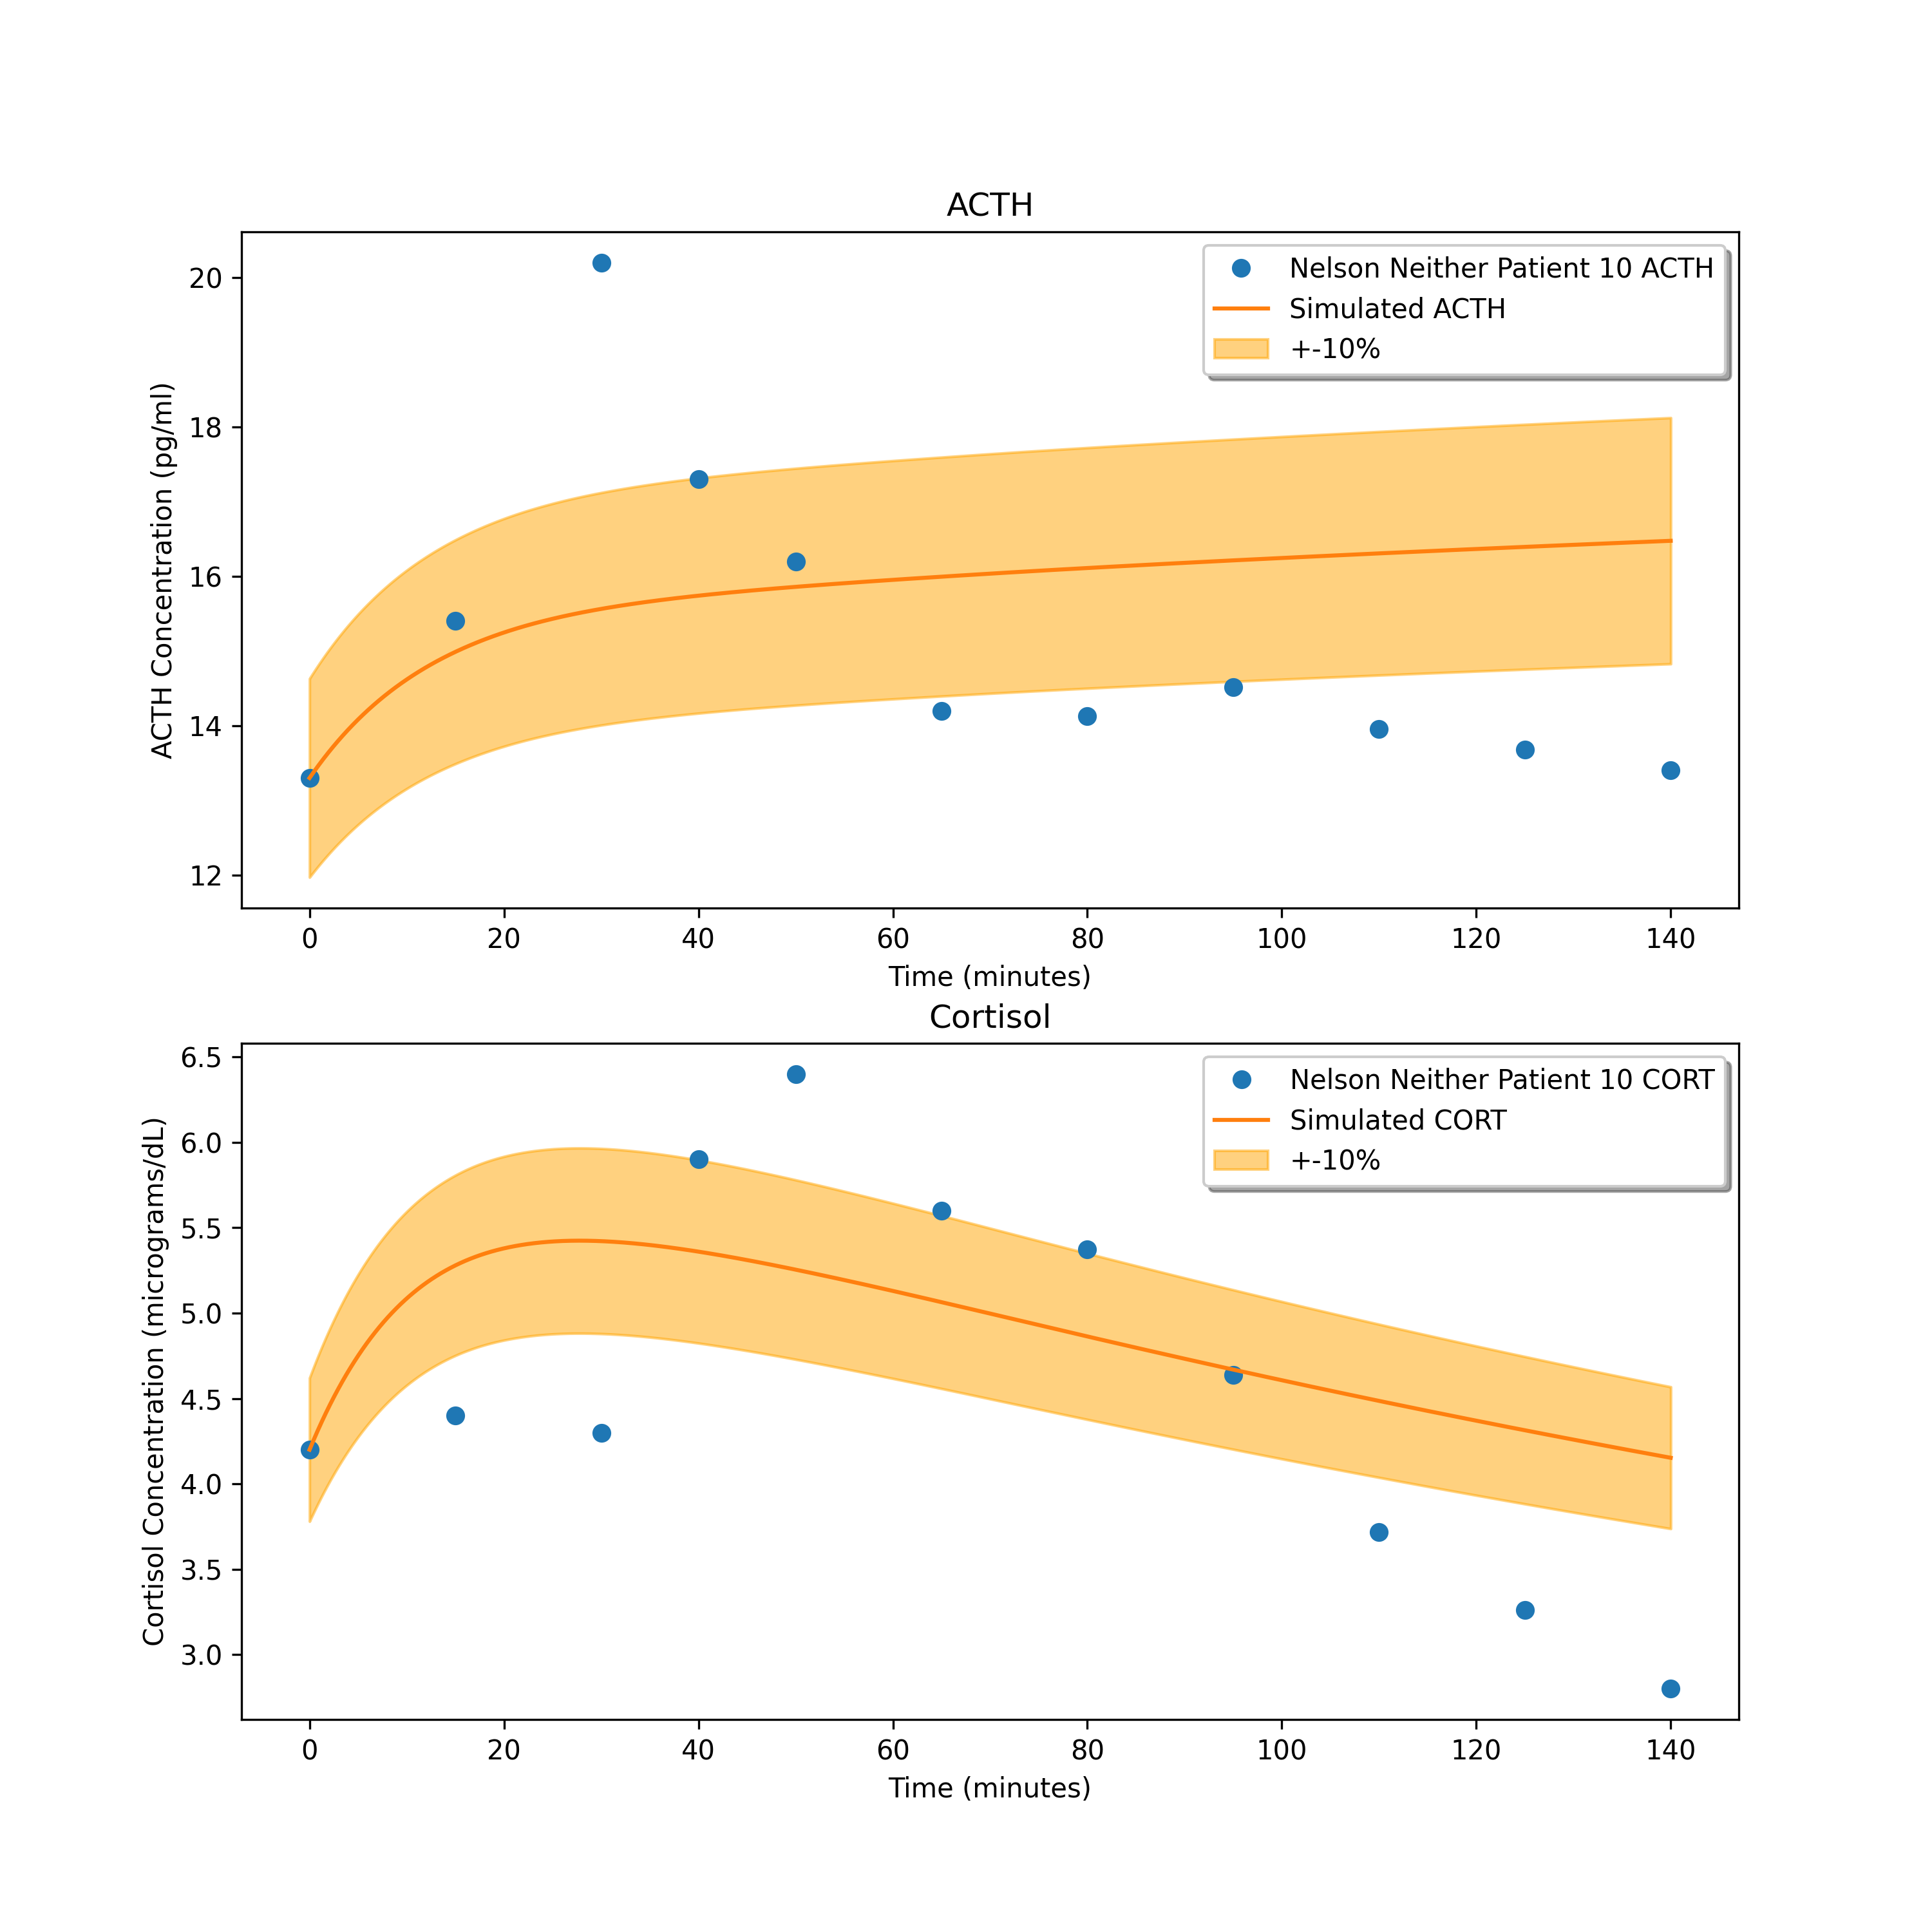 ACTH
Nelson Neither Patient 10 ACTH
Simulated ACTH
+-10%
ACTH Concentration (pg/ml)
20
18
16
14
12
0 20 40 60 80 100 120 140
Time (minutes)
Cortisol
Nelson Neither Patient 10 CORT
Simulated CORT
+-10%
Cortisol Concentration (micrograms/dL)
6.5
6.0
5.5
5.0
4.5
4.0
3.5
3.0
0 20 40 60 80 100 120 140
Time (minutes)